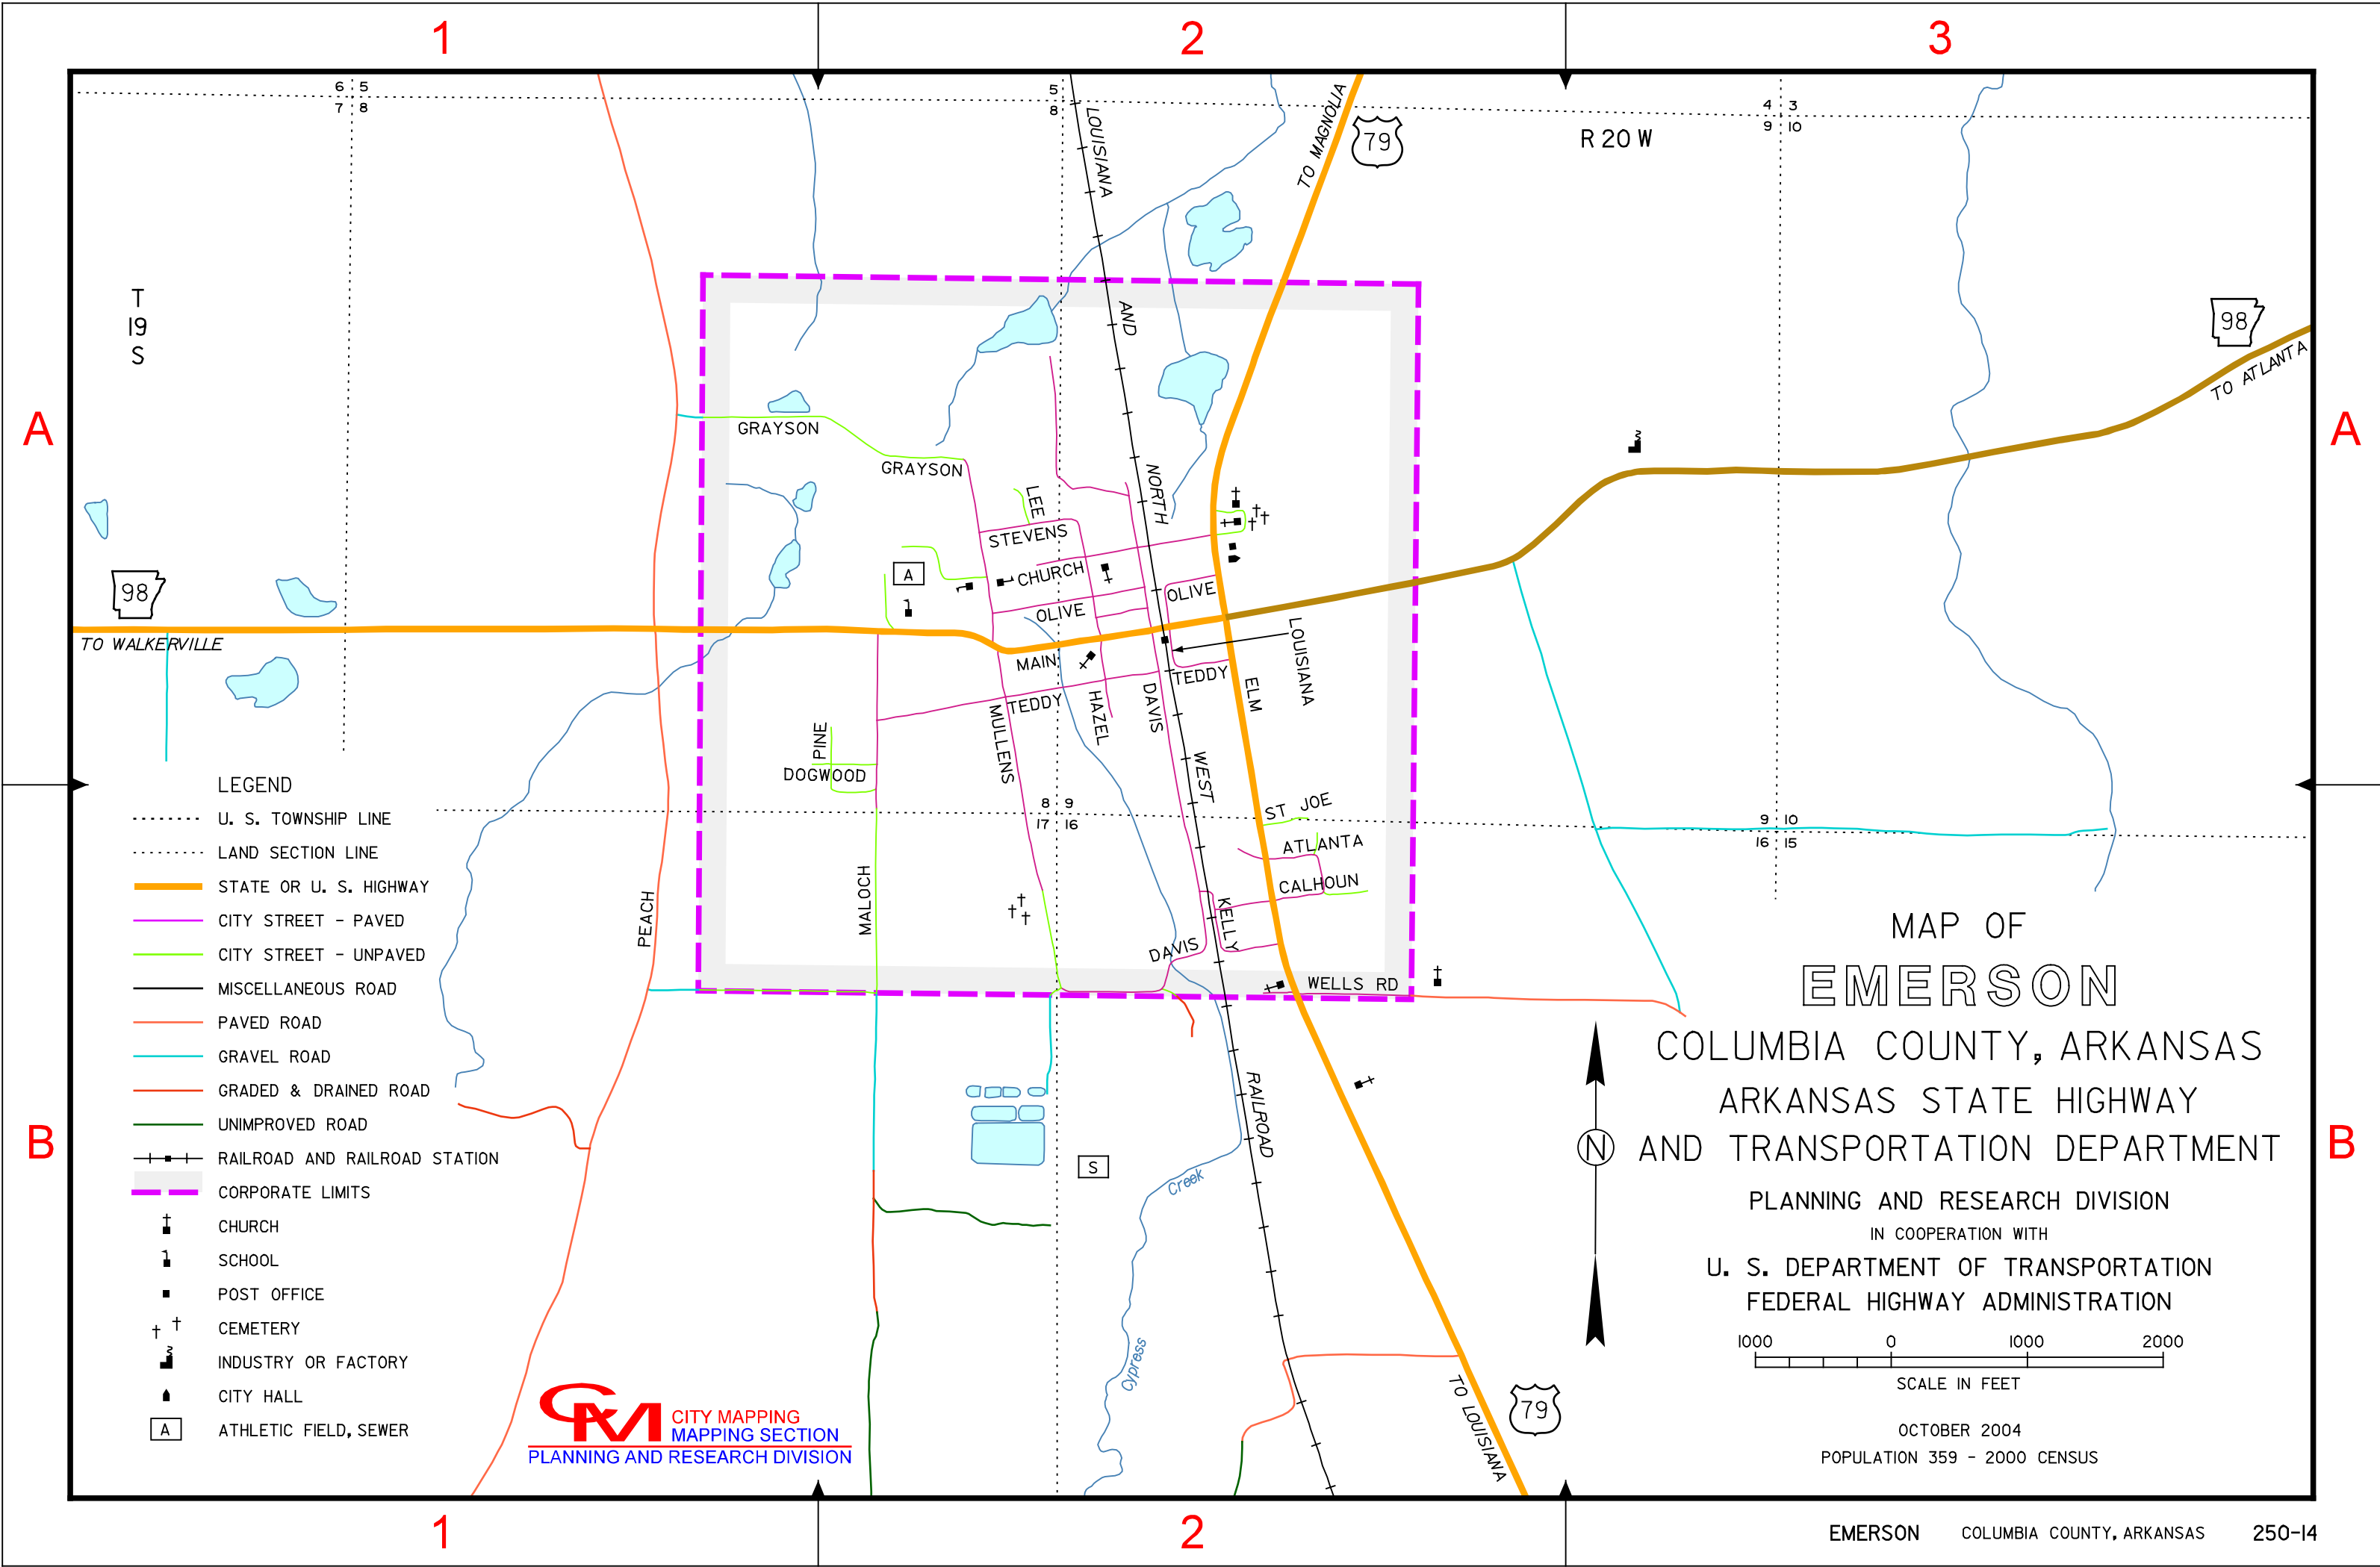 1
2
3
6 5
7 8
5
8
4 3
9 10
R 20 W
LOUISIANA
TO MAGNOLIA
79
T
19
S
AND
98
TO ATLANTA
A
A
GRAYSON
GRAYSON
LEE
NORTH
STEVENS
A
CHURCH
98
OLIVE
OLIVE
TO WALKERVILLE
MAIN
LOUISIANA
TEDDY
TEDDY
ELM
MULLENS
HAZEL
DAVIS
PINE
DOGWOOD
WEST
ST JOE
8 9
17 16
9 10
16 15
ATLANTA
CALHOUN
PEACH
MALOCH
KELLY
DAVIS
WELLS RD
LEGEND
U. S. TOWNSHIP LINE
LAND SECTION LINE
STATE OR U. S. HIGHWAY
CITY STREET - PAVED
CITY STREET - UNPAVED
MISCELLANEOUS ROAD
PAVED ROAD
GRAVEL ROAD
GRADED & DRAINED ROAD
UNIMPROVED ROAD
RAILROAD AND RAILROAD STATION
CORPORATE LIMITS
CHURCH
SCHOOL
POST OFFICE
CEMETERY
INDUSTRY OR FACTORY
CITY HALL
A ATHLETIC FIELD, SEWER
RAILROAD
S
Creek
Cypress
B
B
MAP OF
EMERSON
COLUMBIA COUNTY, ARKANSAS
ARKANSAS STATE HIGHWAY
N AND TRANSPORTATION DEPARTMENT
PLANNING AND RESEARCH DIVISION
IN COOPERATION WITH
U. S. DEPARTMENT OF TRANSPORTATION
FEDERAL HIGHWAY ADMINISTRATION
1000 0 1000 2000
SCALE IN FEET
OCTOBER 2004
POPULATION 359 - 2000 CENSUS
79
TO LOUISIANA
CM
CITY MAPPING
MAPPING SECTION
PLANNING AND RESEARCH DIVISION
1
2
EMERSON COLUMBIA COUNTY, ARKANSAS 250-14